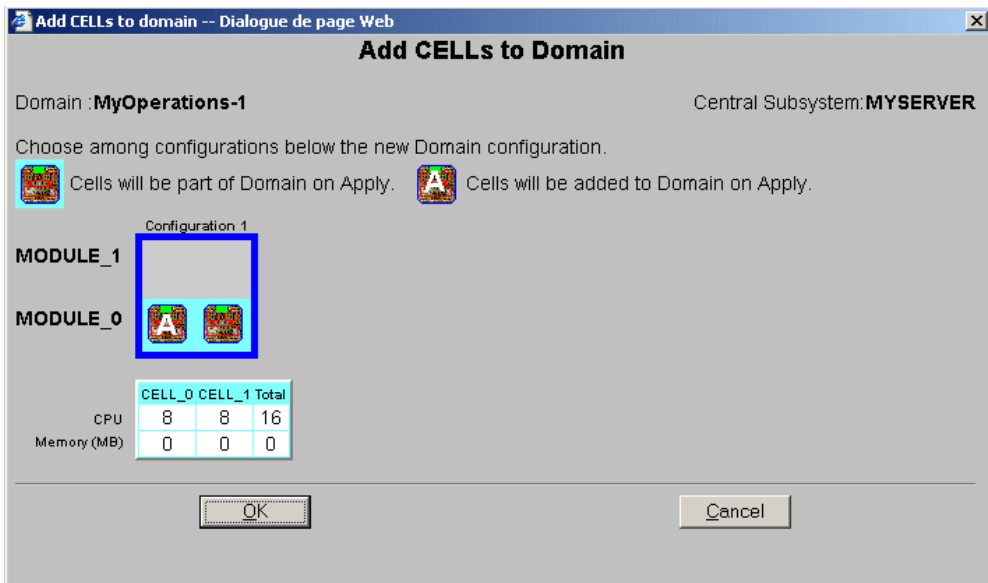 Add CELLs to domain -- Dialogue de page Web
Add CELLs to Domain
Domain :MyOperations-1 Central Subsystem:MYSERVER
Choose among configurations below the new Domain configuration.
Cells will be part of Domain on Apply. A Cells will be added to Domain on Apply.
Configuration 1
MODULE_1
MODULE_0 A
CELL_0 CELL_1 Total
CPU 8 8 16
Memory (MB) 0 0 0
OK Cancel